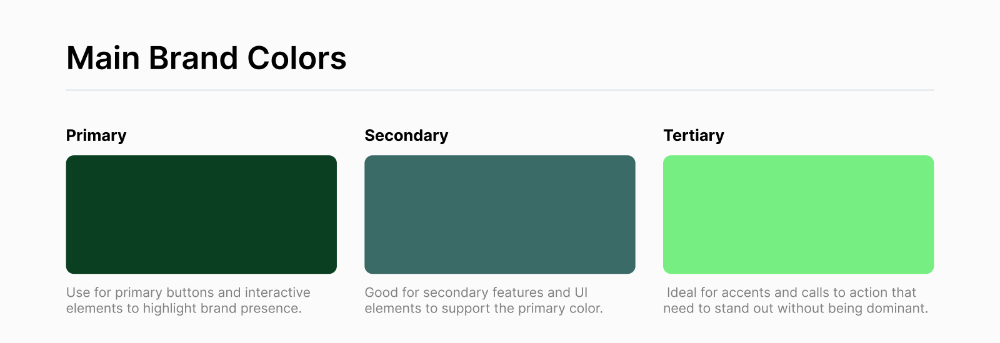 Main Brand Colors
Primary
Use for primary buttons and interactive
elements to highlight brand presence.
Secondary
Good for secondary features and UI
elements to support the primary color.
Tertiary
Ideal for accents and calls to action that
need to stand out without being dominant.